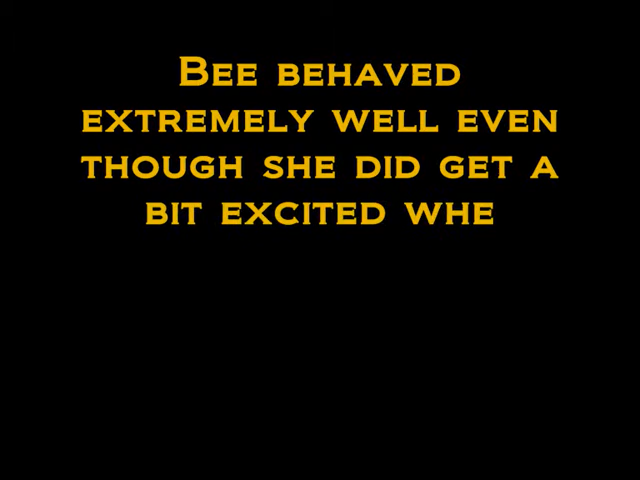 Bee behaved
extremely well even
though she did get a
bit excited whe